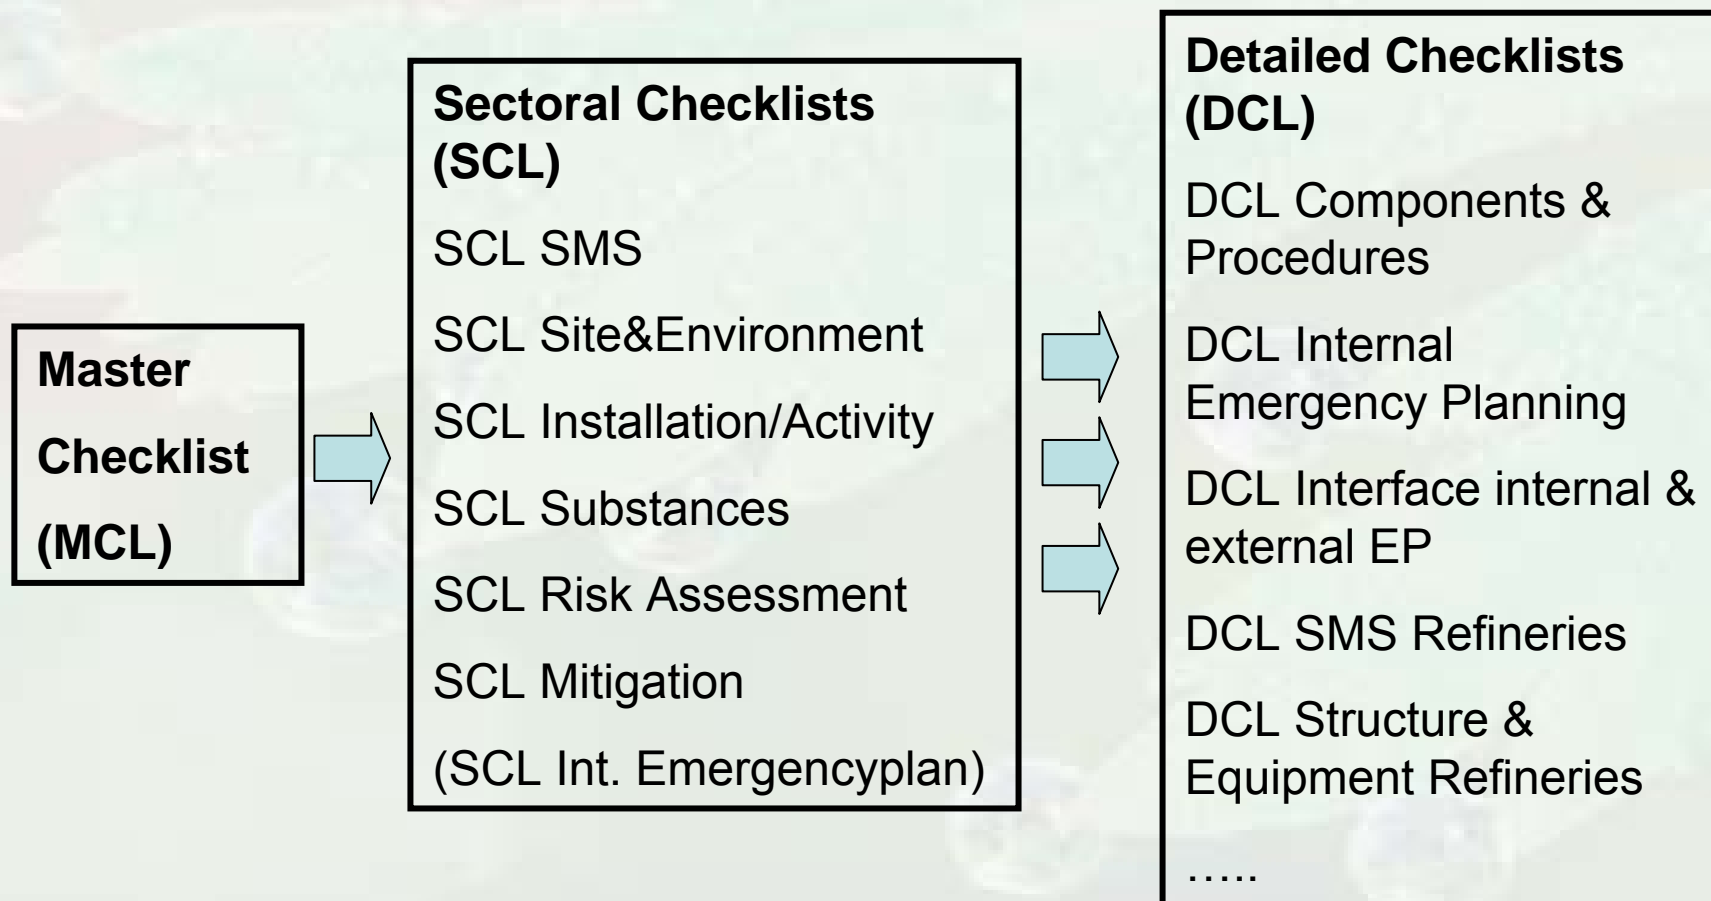 Master
Checklist
(MCL)
Sectoral Checklists
(SCL)
SCL SMS
SCL Site&Environment
SCL Installation/Activity
SCL Substances
SCL Risk Assessment
SCL Mitigation
(SCL Int. Emergencyplan)
Detailed Checklists
(DCL)
DCL Components &
Procedures
DCL Internal
Emergency Planning
DCL Interface internal &
external EP
DCL SMS Refineries
DCL Structure &
Equipment Refineries
…..